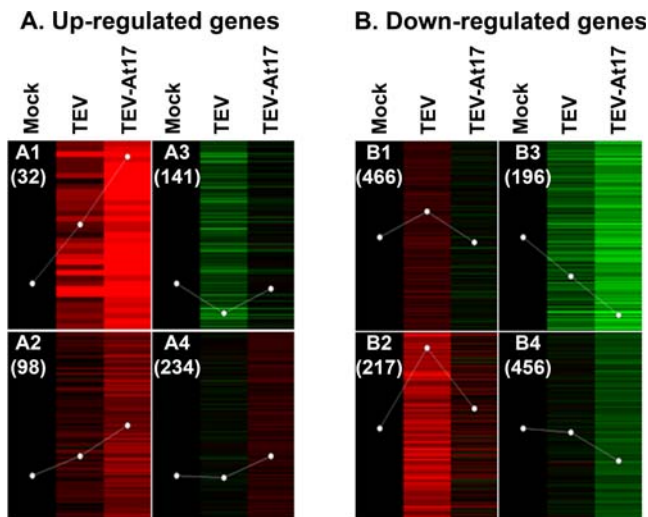 A. Up-regulated genes
B. Down-regulated genes
Mock
TEV
TEV-At17
Mock
TEV
TEV-At17
Mock
TEV
TEV-At17
Mock
TEV
TEV-At17
A1
(32)
A3
(141)
B1
(466)
B3
(196)
A2
(98)
A4
(234)
B2
(217)
B4
(456)